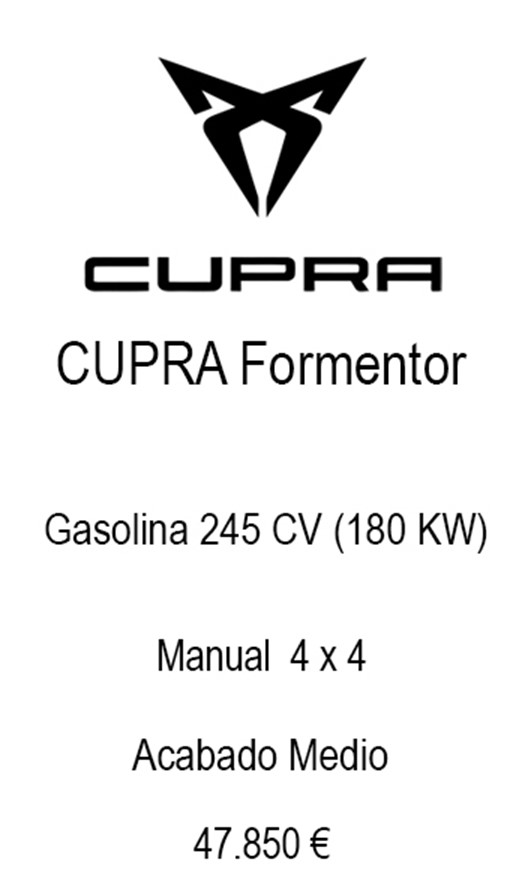 CUPRA
CUPRA Formentor
Gasolina 245 CV (180 KW)
Manual 4 x 4
Acabado Medio
47.850 €